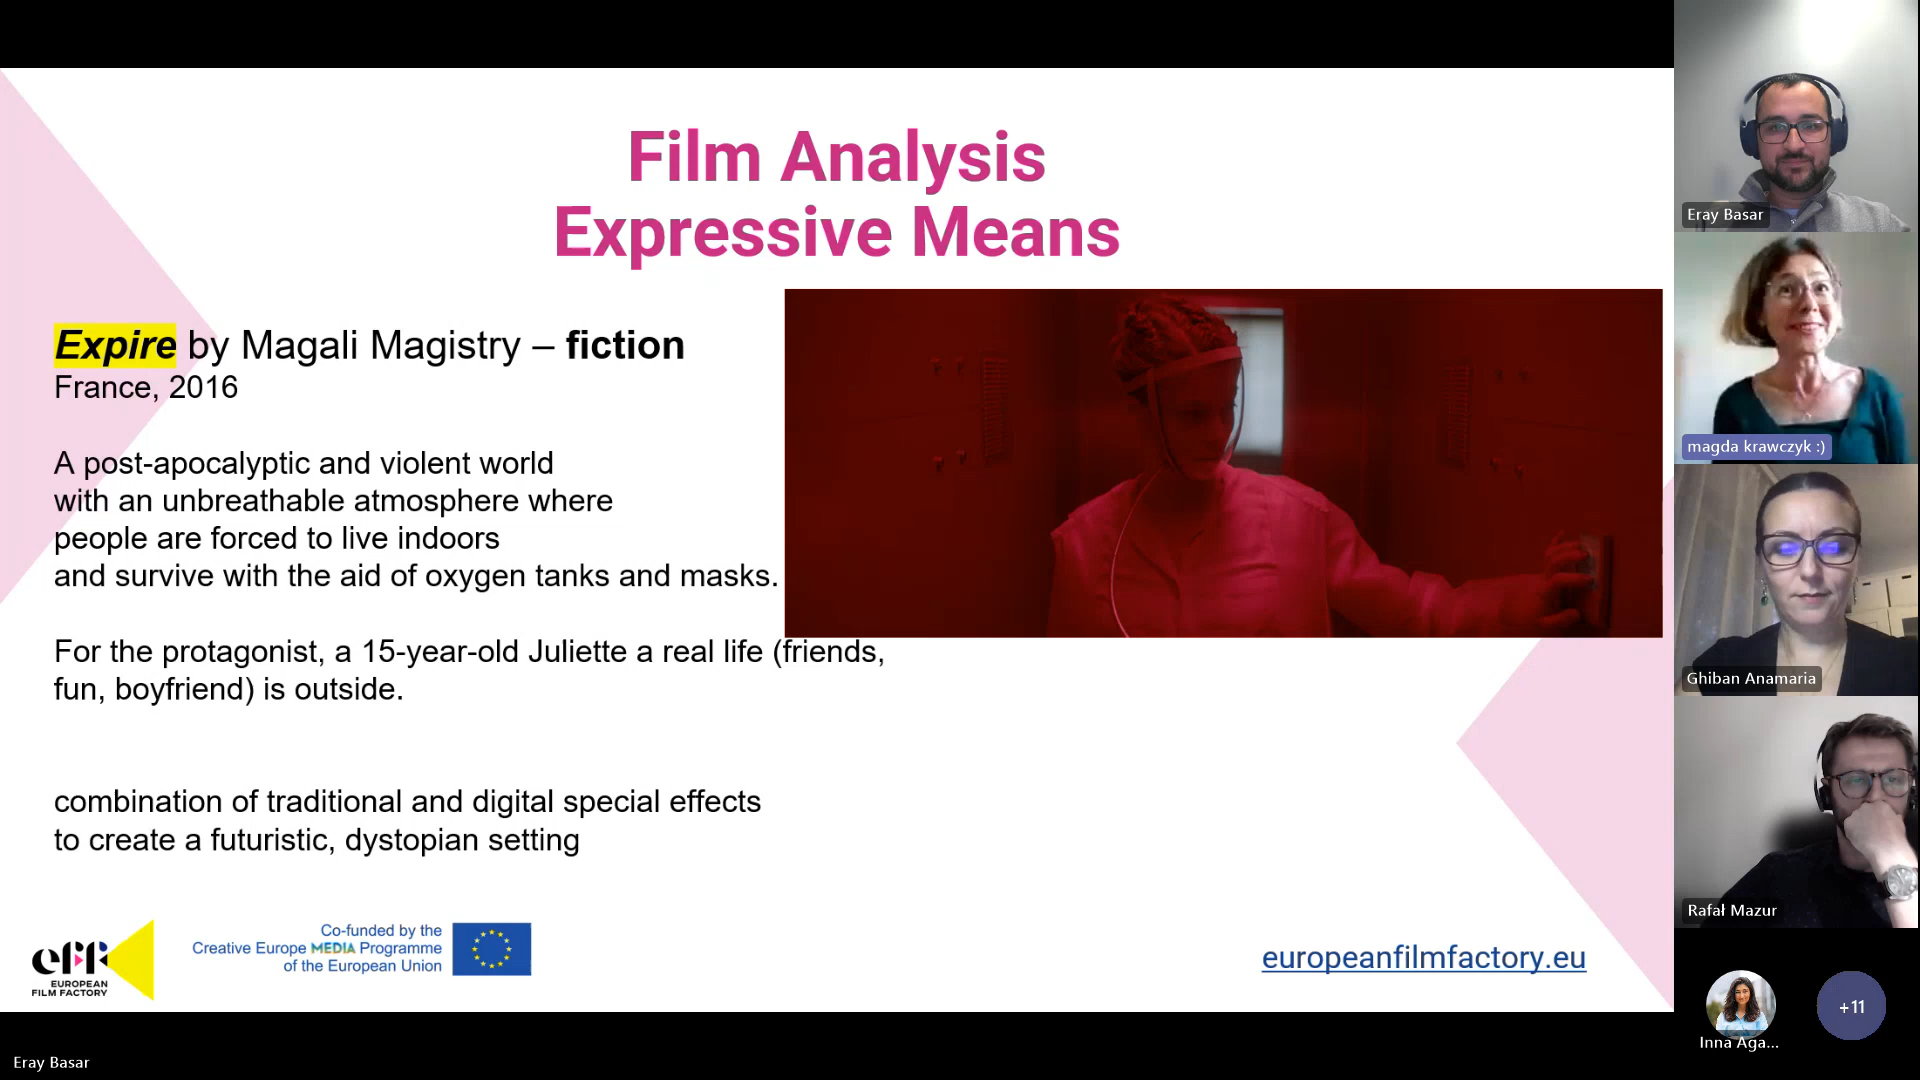 Film Analysis
Expressive Means
Expire by Magali Magistry – fiction
France, 2016
A post-apocalyptic and violent world
with an unbreathable atmosphere where
people are forced to live indoors
and survive with the aid of oxygen tanks and masks.
For the protagonist, a 15-year-old Juliette a real life (friends,
fun, boyfriend) is outside.
combination of traditional and digital special effects
to create a futuristic, dystopian setting
eff
EUROPEAN
FILM FACTORY
Co-funded by the
Creative Europe MEDIA Programme
of the European Union
europeanfilmfactory.eu
Eray Basar
Eray Basar
magda krawczyk :)
Ghiban Anamaria
Rafał Mazur
Inna Aga...
+11